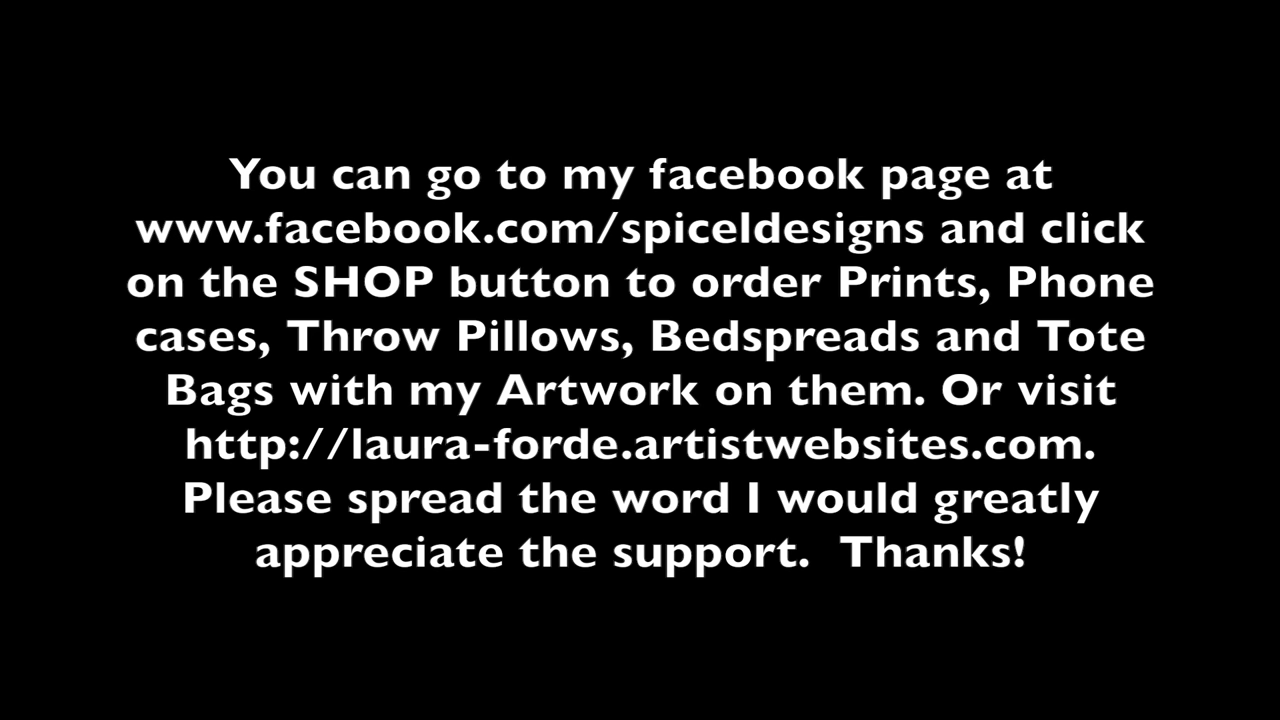 You can go to my facebook page at
www.facebook.com/spiceldesigns and click
on the SHOP button to order Prints, Phone
cases, Throw Pillows, Bedspreads and Tote
Bags with my Artwork on them. Or visit
http://laura-forde.artistwebsites.com.
Please spread the word I would greatly
appreciate the support.  Thanks!